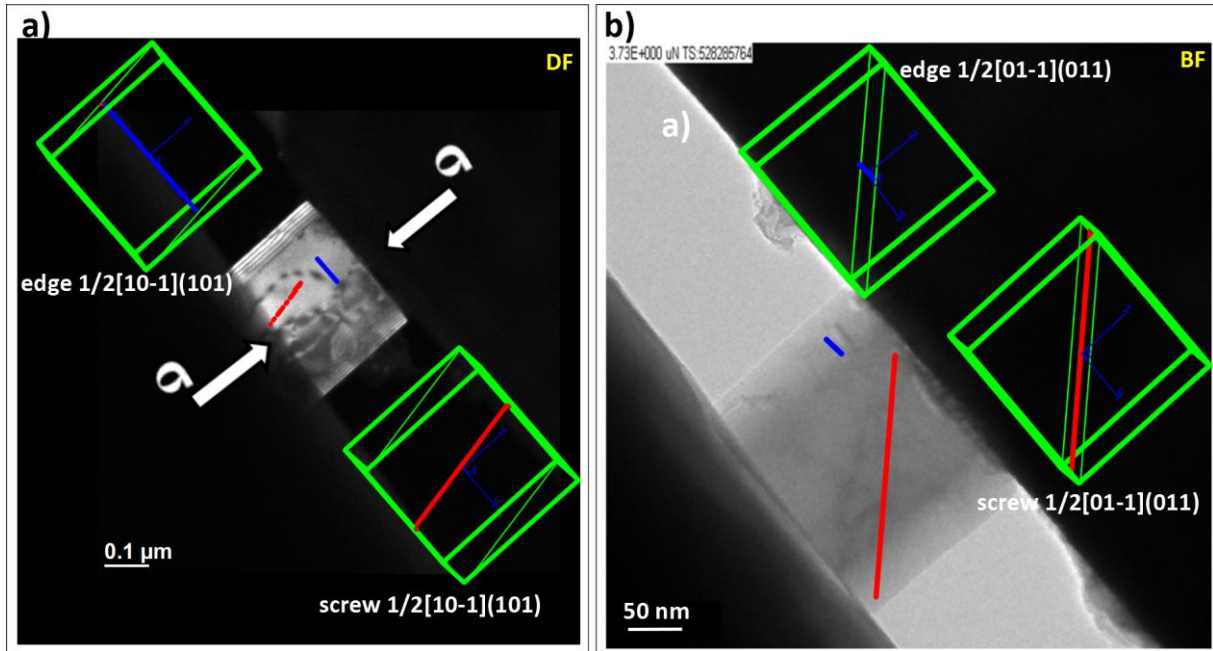 a)
DF
б
б
edge 1/2[10-1](101)
0.1 µm
screw 1/2[10-1](101)
b)
3.73E+000 uN TS:528285764
BF
edge 1/2[01-1](011)
a)
screw 1/2[01-1](011)
50 nm